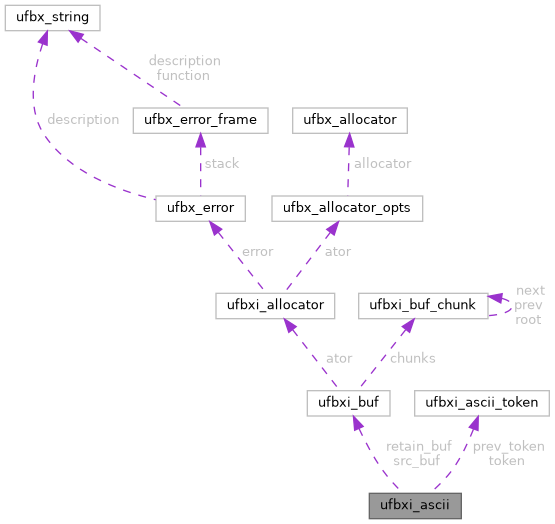 ufbx_string
description
function
description
ufbx_error_frame
ufbx_allocator
stack
allocator
ufbx_error
ufbx_allocator_opts
error
ator
ufbxi_allocator
ufbxi_buf_chunk
next
prev
root
ator
chunks
ufbxi_buf
ufbxi_ascii_token
retain_buf
src_buf
prev_token
token
ufbxi_ascii